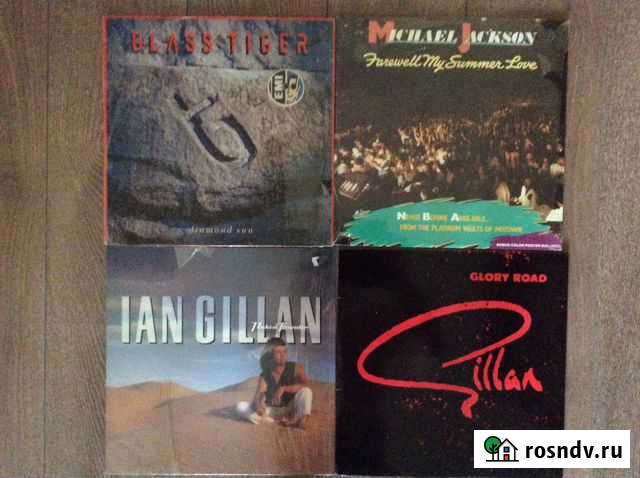 GLASS TIGER
EMI
diamond sun
MICHAEL JACKSON
Farewell My Summer Love
NEVER BEFORE AVAILABLE...
FROM THE PLATINUM VAULTS OF MOTOWN
IAN GILLAN
Naked Thunder
GLORY ROAD
Gillan
rosndv.ru